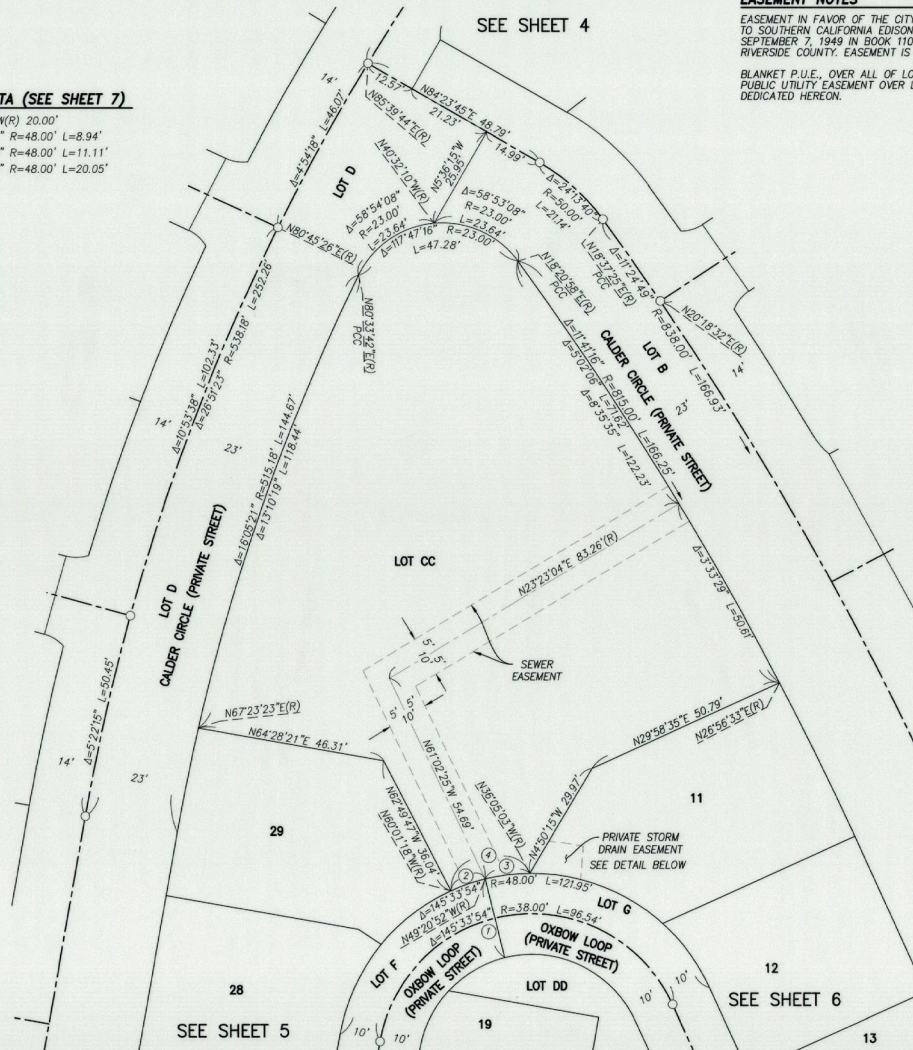 EASEMENT NOTES
EASEMENT IN FAVOR OF THE CITY
TO SOUTHERN CALIFORNIA EDISON
SEPTEMBER 7, 1949 IN BOOK 110
RIVERSIDE COUNTY. EASEMENT IS
BLANKET P.U.E., OVER ALL OF LO
PUBLIC UTILITY EASEMENT OVER L
DEDICATED HEREON.
SEE SHEET 4
TA (SEE SHEET 7)
W(R) 20.00'
" R=48.00' L=8.94'
" R=48.00' L=11.11'
" R=48.00' L=20.05'
14'
12.57'
N84°23'45"E 48.79'
21.23'
14.99'
N85°39'44"E(R)
Δ=4°54'18" L=46.07'
LOT D
N40°32'10"W(R)
N5°36'15"W
25.95'
Δ=24°13'40"
R=50.00'
L=21.14'
Δ=58°54'08"
R=23.00'
L=23.64'
Δ=58°53'08"
R=23.00'
L=23.64'
Δ=117°47'16" R=23.00'
L=47.28'
N80°45'26"E(R)
N18°37'25"E(R)
PCC
Δ=11°24'49" R=838.00' L=166.93'
N18°20'58"E(R)
PCC
N20°18'32"E(R)
14'
N80°33'42"E(R)
PCC
LOT B
CALDER CIRCLE (PRIVATE STREET)
23'
Δ=11°41'16" R=815.00' L=166.25'
Δ=5°02'06" L=71.62'
Δ=8°35'35" L=122.23'
Δ=10°53'38" L=102.33'
Δ=26°51'23" R=538.18' L=252.26'
14'
23'
Δ=16°05'21" R=515.18' L=144.67'
Δ=13°10'19" L=118.44'
LOT D
CALDER CIRCLE (PRIVATE STREET)
LOT CC
N23°23'04"E 83.26'(R)
Δ=3°33'29" L=50.61'
5'
5'
10'
SEWER
EASEMENT
5'
5'
10'
N67°23'23"E(R)
N64°28'21"E 46.31'
Δ=5°22'15" L=50.45'
14'
23'
N61°02'25"W 54.69'
N29°58'35"E 50.79'
N26°56'33"E(R)
N62°49'47"W 36.04'
N60°01'18"W(R)
N36°05'03"W(R)
N4°50'15"W 29.97'
11
29
PRIVATE STORM
DRAIN EASEMENT
SEE DETAIL BELOW
4
2
3
Δ=145°33'54" R=48.00' L=121.95'
N49°20'52"W(R)
Δ=145°33'54" R=38.00' L=96.54'
1
LOT G
LOT F
OXBOW LOOP
(PRIVATE STREET)
OXBOW LOOP
(PRIVATE STREET)
LOT DD
28
12
SEE SHEET 5
SEE SHEET 6
10'
10'
10'
10'
19
13